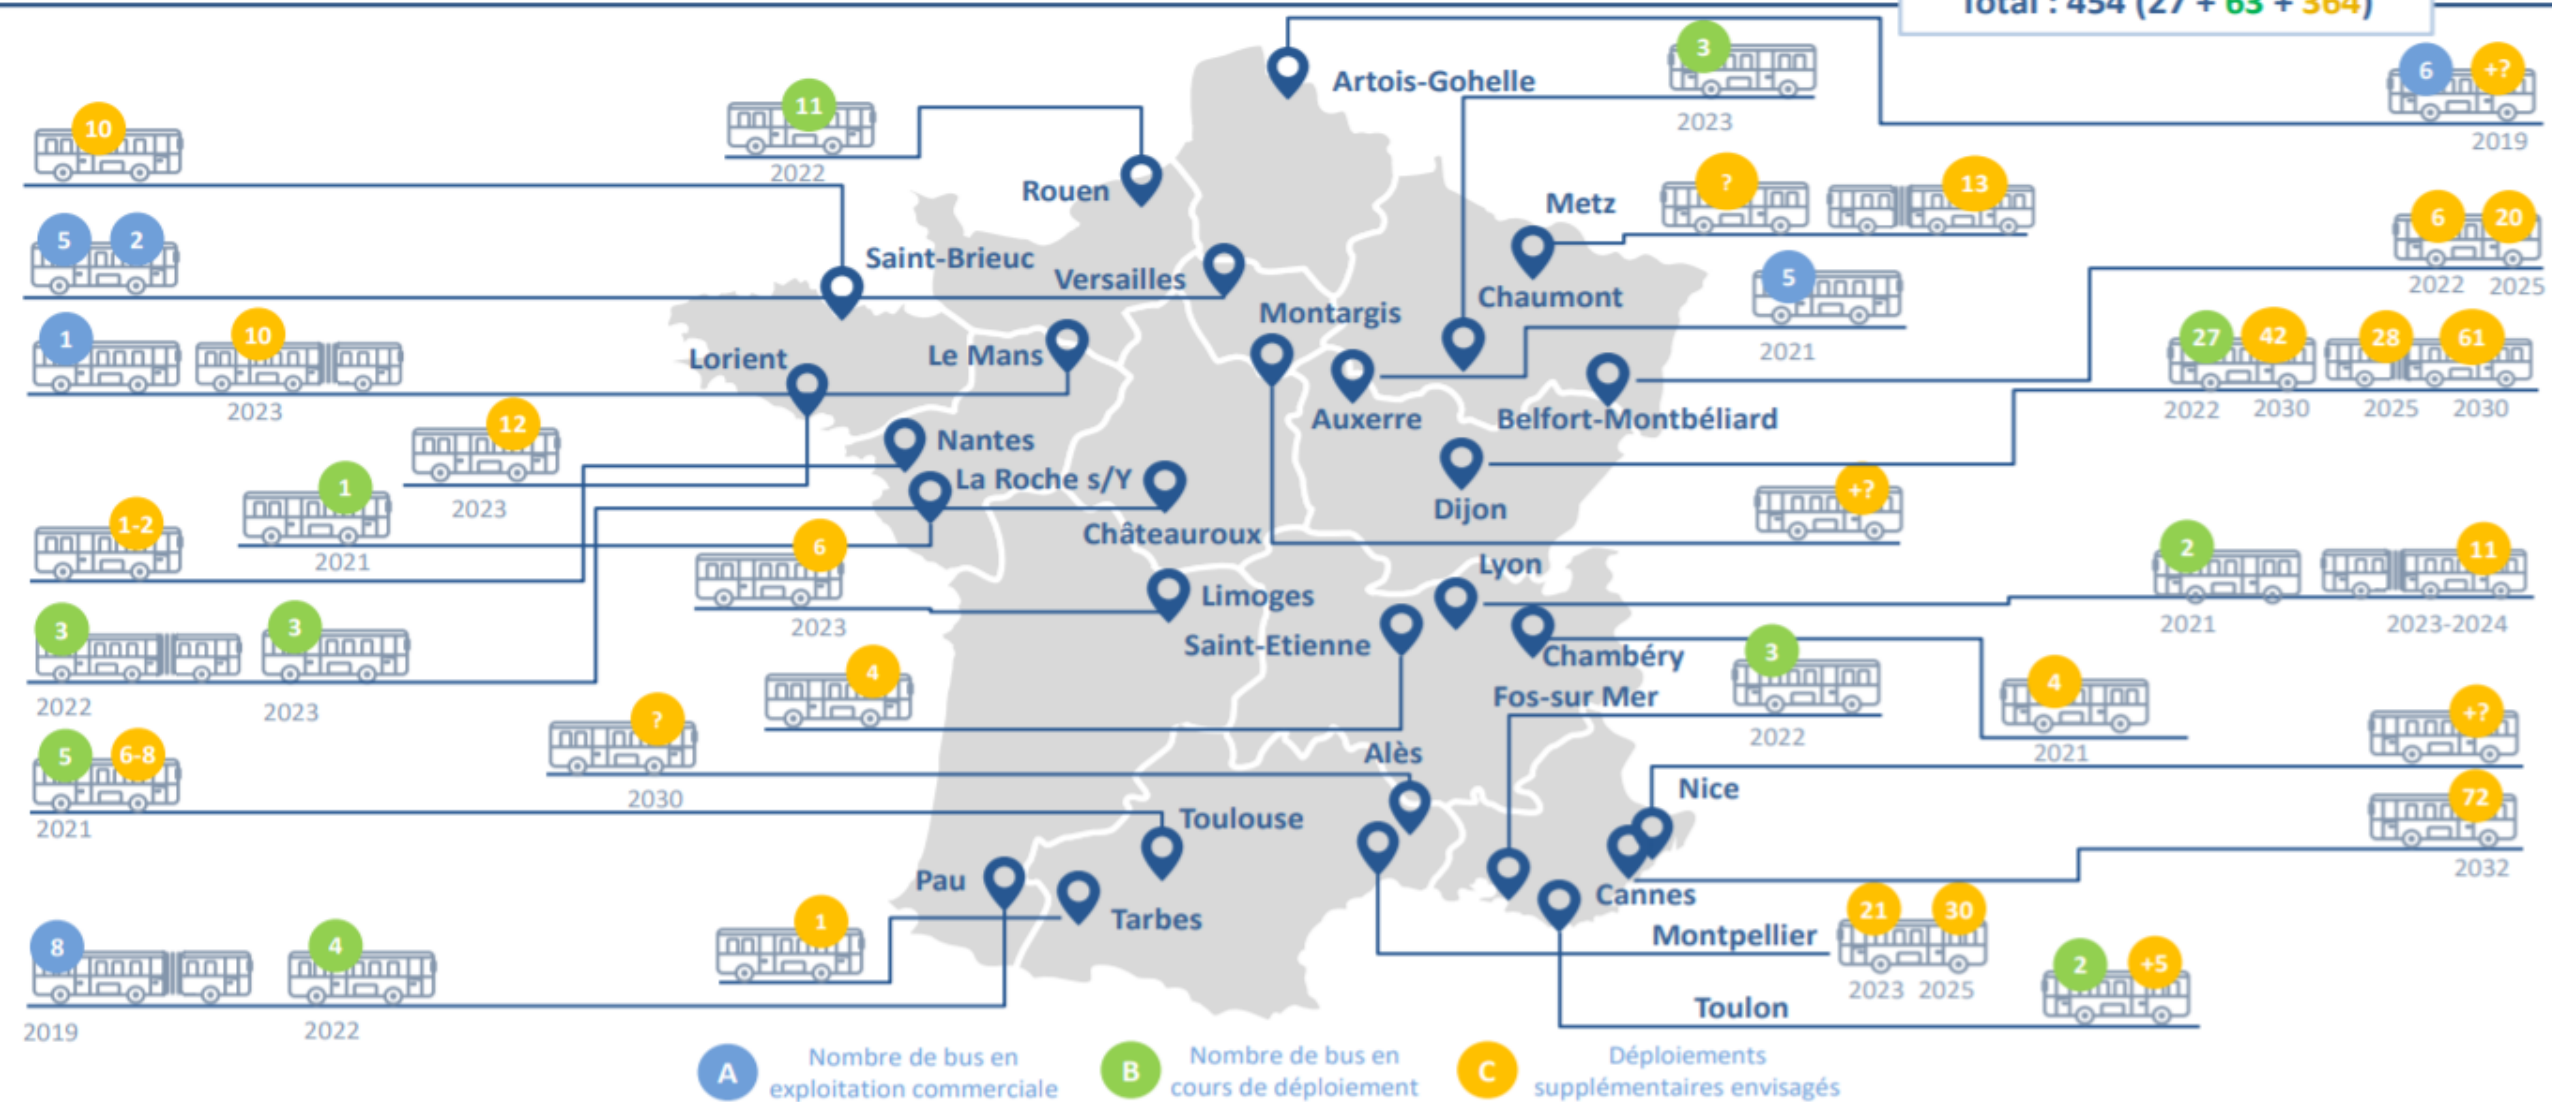 Total : 454 (27 + 63 + 364)
Artois-Gohelle
6
+?
2019
3
2023
11
2022
Rouen
10
Saint-Brieuc
5
2
Versailles
Metz
?
13
Chaumont
5
2021
6
20
2022
2025
1
10
2023
Le Mans
Montargis
Lorient
12
2023
Auxerre
Belfort-Montbéliard
27
42
28
61
2022
2030
2025
2030
Nantes
La Roche s/Y
Châteauroux
Dijon
+?
1
2021
1-2
6
2023
Limoges
Lyon
2
11
2021
2023-2024
3
3
2022
2023
Saint-Etienne
4
Chambéry
4
2021
Fos-sur Mer
3
2022
?
2030
Alès
5
6-8
2021
Toulouse
Nice
+?
72
2032
Cannes
Pau
Tarbes
1
8
4
2019
2022
Montpellier
21
30
2023
2025
Toulon
2
+5
A
Nombre de bus en
exploitation commerciale
B
Nombre de bus en
cours de déploiement
C
Déploiements
supplémentaires envisagés